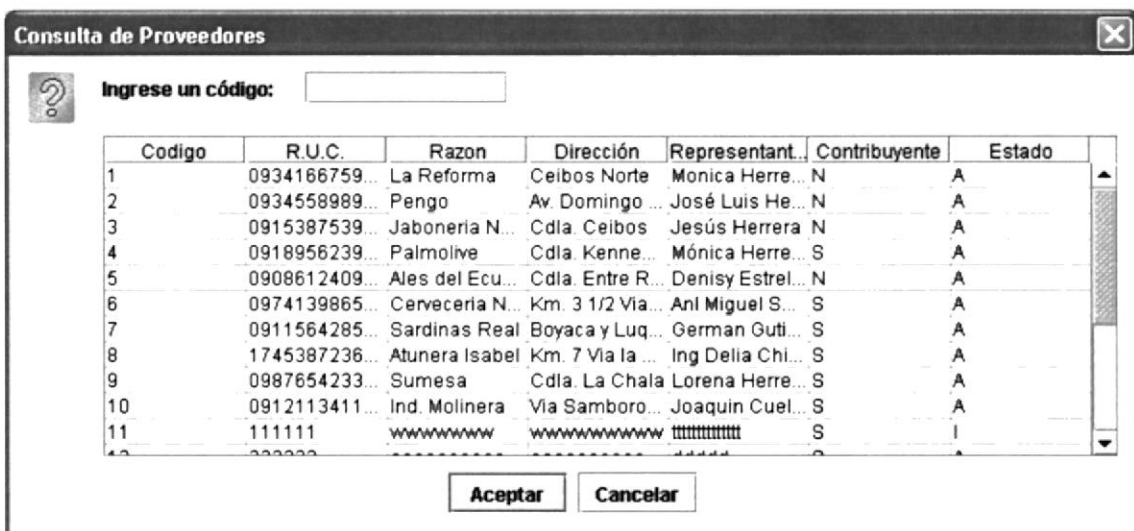 Consulta de Proveedores
Ingrese un código:
Codigo R.U.C. Razon Dirección Representant... Contribuyente Estado
1 0934166759... La Reforma Ceibos Norte Monica Herre... N A
2 0934558989... Pengo Av. Domingo ... José Luis He... N A
3 0915387539... Jaboneria N... Cdla. Ceibos Jesús Herrera N A
4 0918956239... Palmolive Cdla. Kenne... Mónica Herre... S A
5 0908612409... Ales del Ecu... Cdla. Entre R... Denisy Estrel... N A
6 0974139865... Cerveceria N... Km. 3 1/2 Via... Anl Miguel S... S A
7 0911564285... Sardinas Real Boyaca y Luq... German Guti... S A
8 1745387236... Atunera Isabel Km. 7 Via la ... Ing Delia Chi... S A
9 0987654233... Sumesa Cdla. La Chala Lorena Herre... S A
10 0912113411... Ind. Molinera Via Samboro... Joaquin Cuel... S A
11 111111 S I
Aceptar Cancelar